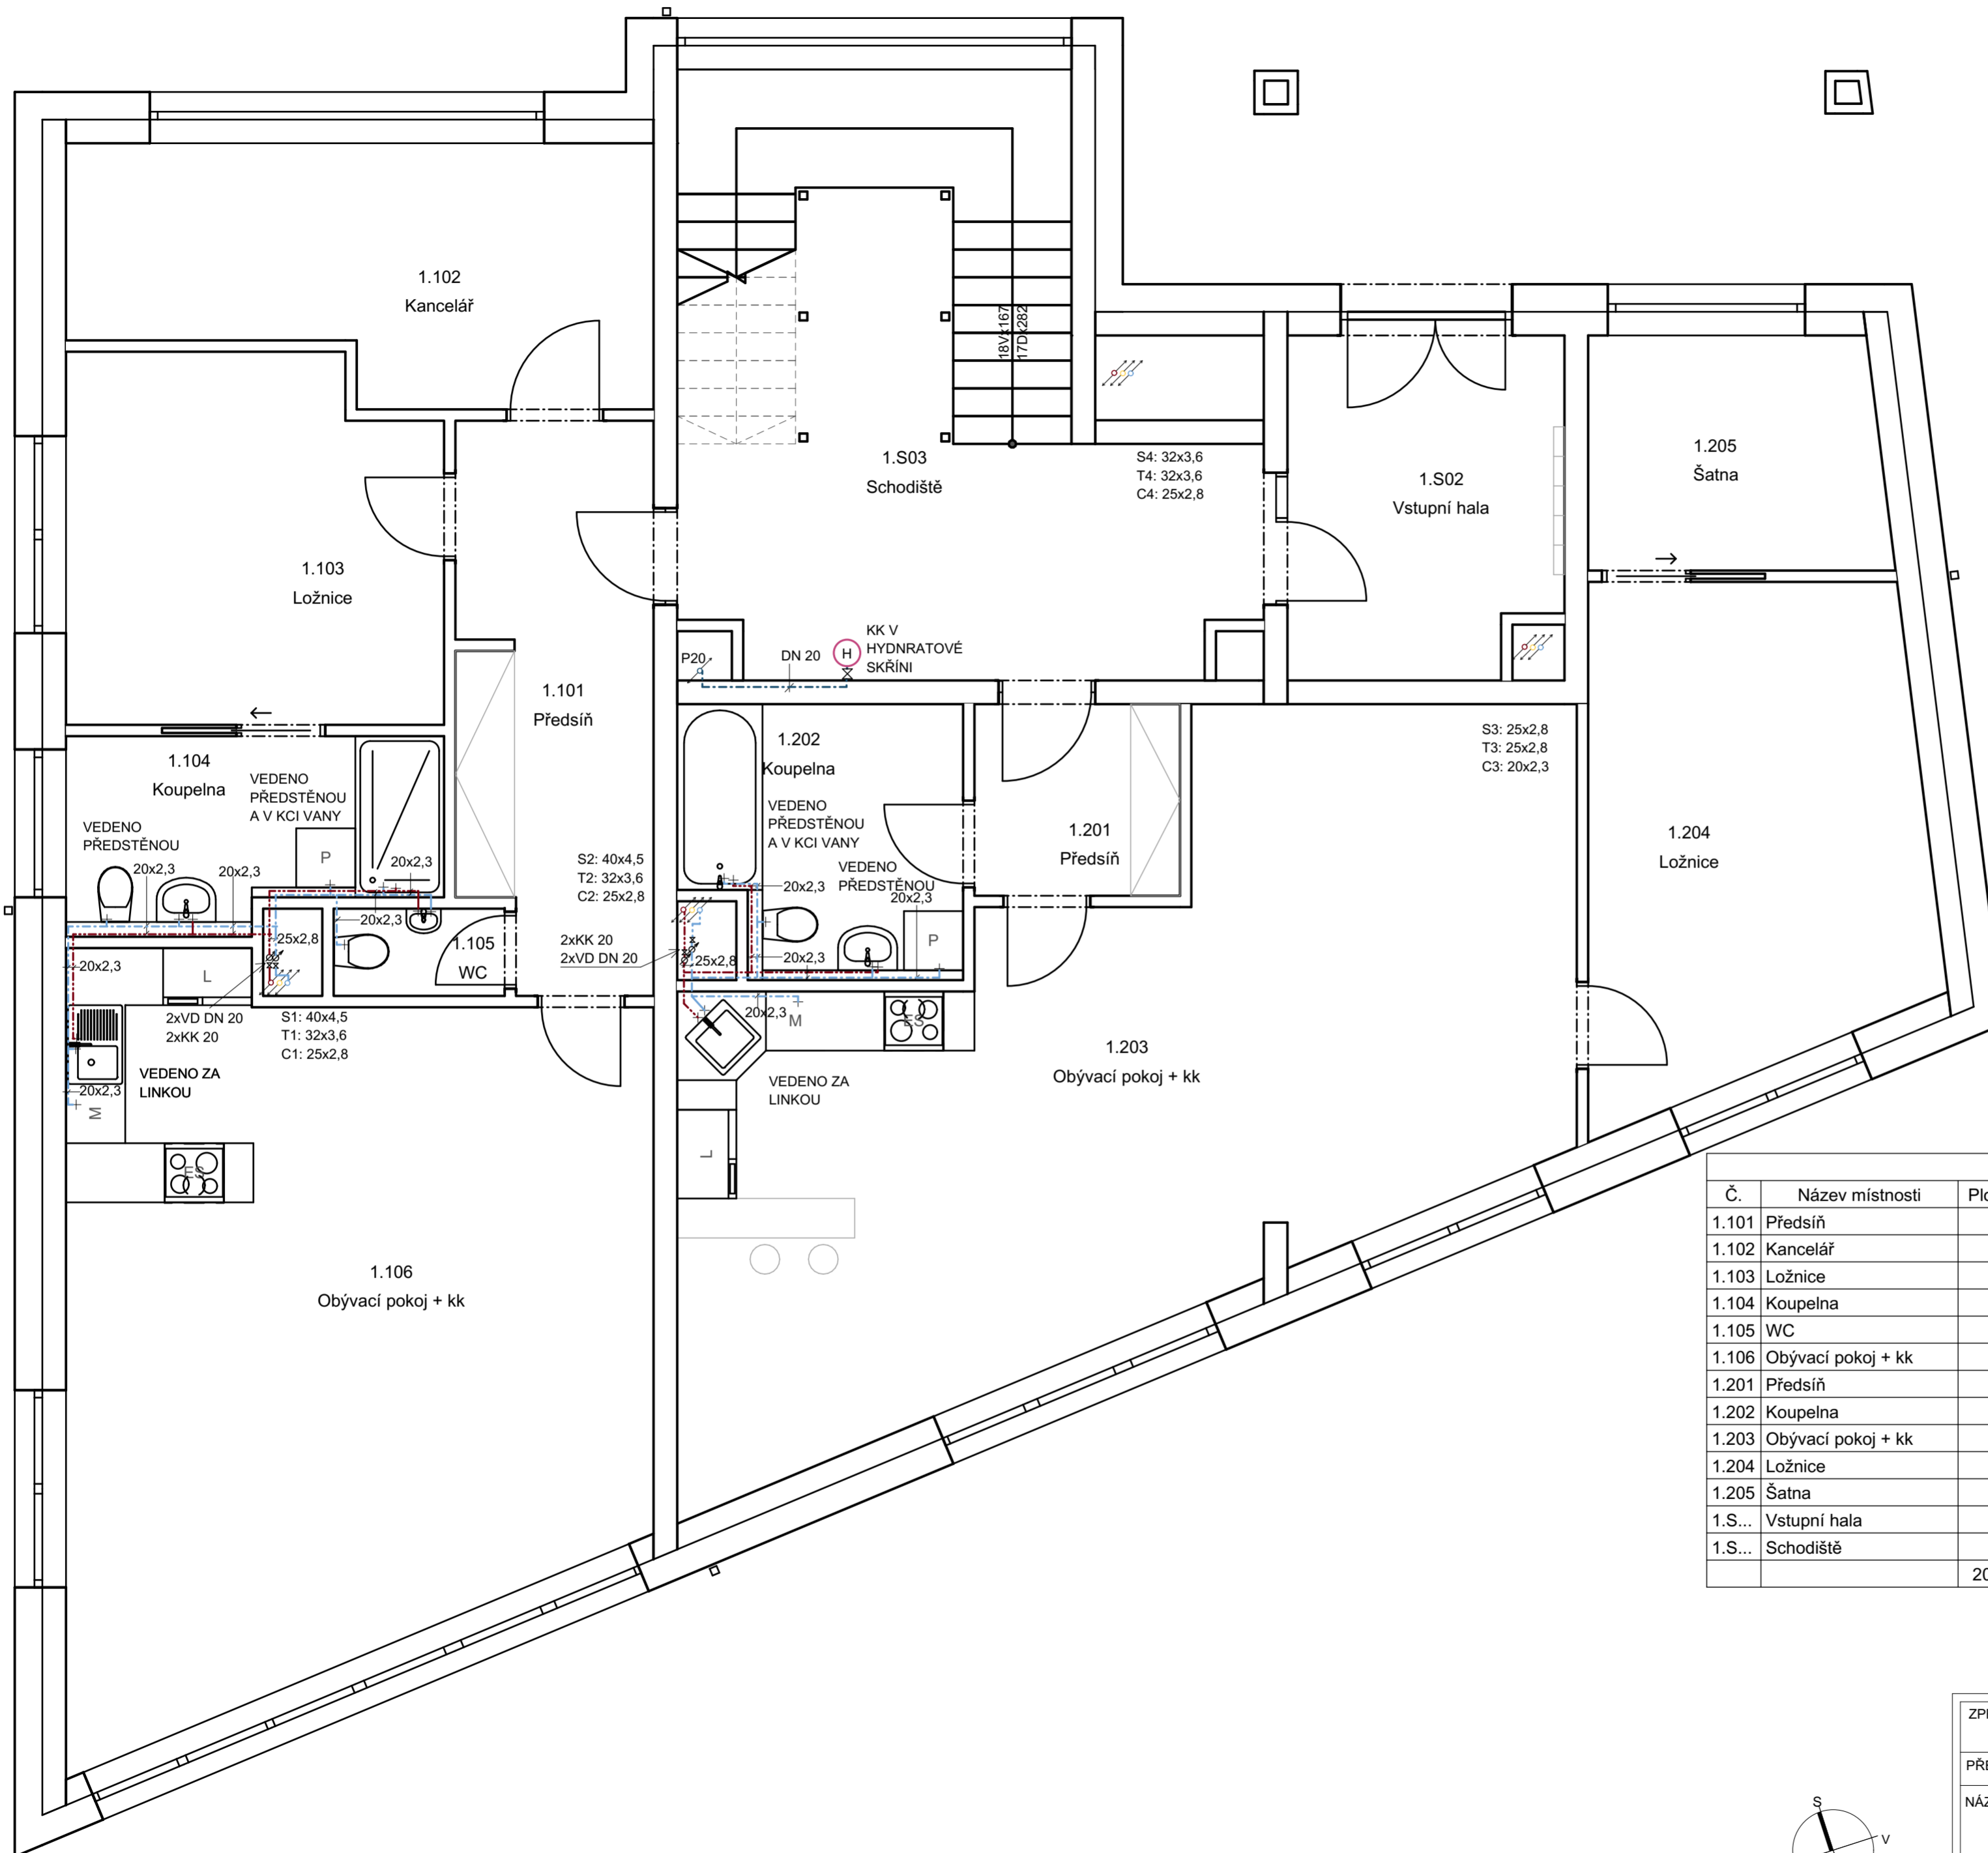 1.102
Kancelář
18Vx167
17Dx282
1.S03
Schodiště
S4: 32x3,6
T4: 32x3,6
C4: 25x2,8
1.S02
Vstupní hala
1.205
Šatna
1.103
Ložnice
1.101
Předsíň
P20
DN 20
H
KK V
HYDNRATOVÉ
SKŘÍNI
1.104
Koupelna
VEDENO
PŘEDSTĚNOU
A V KCI VANY
VEDENO
PŘEDSTĚNOU
20x2,3
20x2,3
P
20x2,3
20x2,3
25x2,8
20x2,3
L
1.105
WC
S2: 40x4,5
T2: 32x3,6
C2: 25x2,8
2xKK 20
2xVD DN 20
2xVD DN 20
2xKK 20
S1: 40x4,5
T1: 32x3,6
C1: 25x2,8
VEDENO ZA
LINKOU
20x2,3
M
ES
1.106
Obývací pokoj + kk
1.202
Koupelna
VEDENO
PŘEDSTĚNOU
A V KCI VANY
VEDENO
PŘEDSTĚNOU
20x2,3
20x2,3
P
25x2,8
20x2,3
20x2,3
M
ES
VEDENO ZA
LINKOU
L
1.201
Předsíň
1.203
Obývací pokoj + kk
S3: 25x2,8
T3: 25x2,8
C3: 20x2,3
1.204
Ložnice
Č. Název místnosti Plo
1.101 Předsíň
1.102 Kancelář
1.103 Ložnice
1.104 Koupelna
1.105 WC
1.106 Obývací pokoj + kk
1.201 Předsíň
1.202 Koupelna
1.203 Obývací pokoj + kk
1.204 Ložnice
1.205 Šatna
1.S... Vstupní hala
1.S... Schodiště
20
S
V
ZP
PŘE
NÁZ